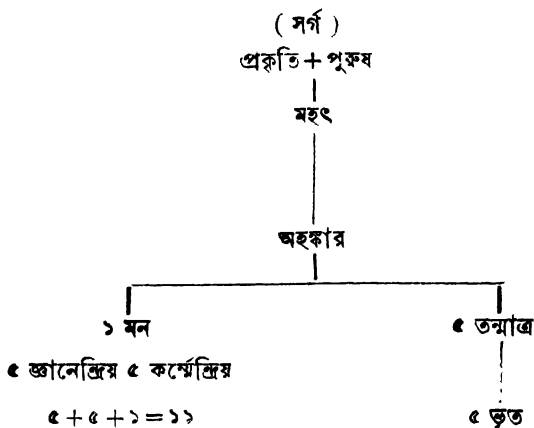 ( সর্গ )
প্রকৃতি + পুরুষ
মহৎ
অহঙ্কার
১ মন
৫ তন্মাত্র
৫ জ্ঞানেন্দ্রিয় ৫ কর্ম্মেন্দ্রিয়
৫ + ৫ + ১ = ১১
৫ ভূত